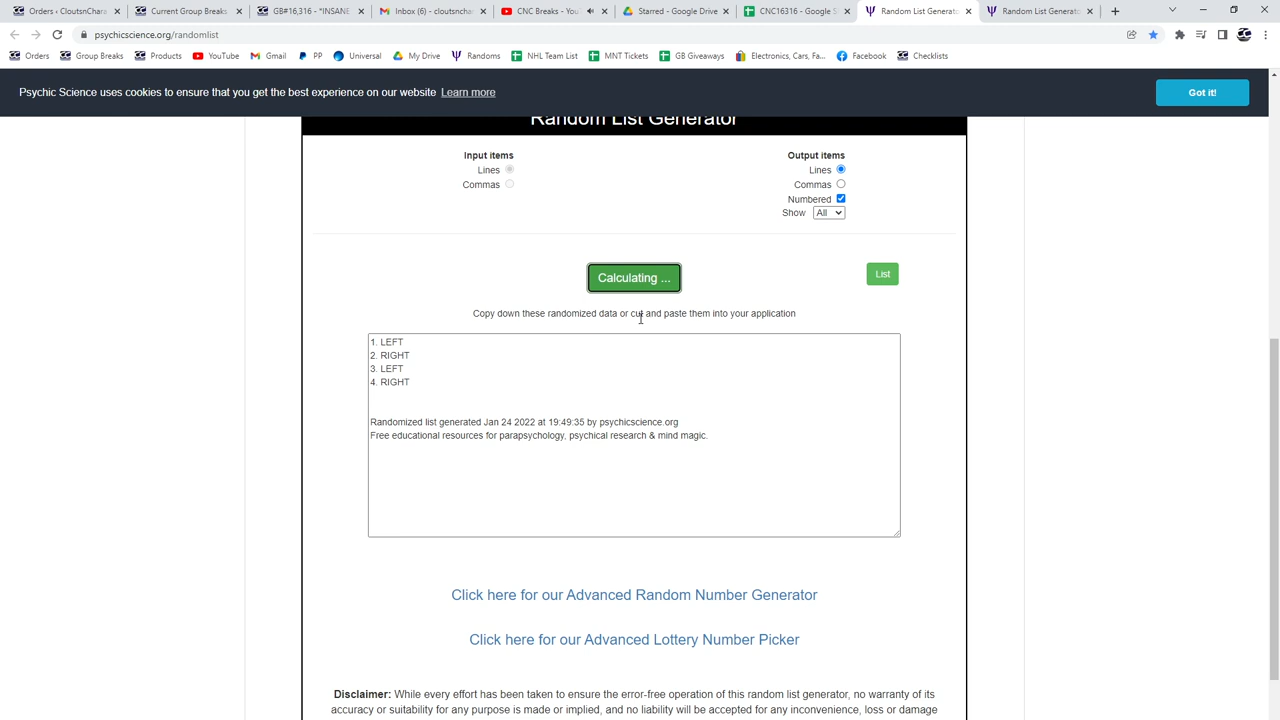 Orders < CloutsnChara
Current Group Breaks
GB#16,316 - *INSANE
Inbox (6) - cloutsnchar
CNC Breaks - You
Starred - Google Drive
CNC16316 - Google S
Random List Generato
Random List Generato
psychicscience.org/randomlist
Orders
Group Breaks
Products
YouTube
Gmail
PP
Universal
My Drive
Randoms
NHL Team List
MNT Tickets
GB Giveaways
Electronics, Cars, Fa...
Facebook
Checklists
Psychic Science uses cookies to ensure that you get the best experience on our website Learn more
Got it!
Random List Generator
Input items
Lines
Commas
Output items
Lines
Commas
Numbered
Show All
Calculating ...
List
Copy down these randomized data or cut and paste them into your application
1. LEFT
2. RIGHT
3. LEFT
4. RIGHT
Randomized list generated Jan 24 2022 at 19:49:35 by psychicscience.org
Free educational resources for parapsychology, psychical research & mind magic.
Click here for our Advanced Random Number Generator
Click here for our Advanced Lottery Number Picker
Disclaimer: While every effort has been taken to ensure the error-free operation of this random list generator, no warranty of its
accuracy or suitability for any purpose is made or implied, and no liability will be accepted for any inconvenience, loss or damage